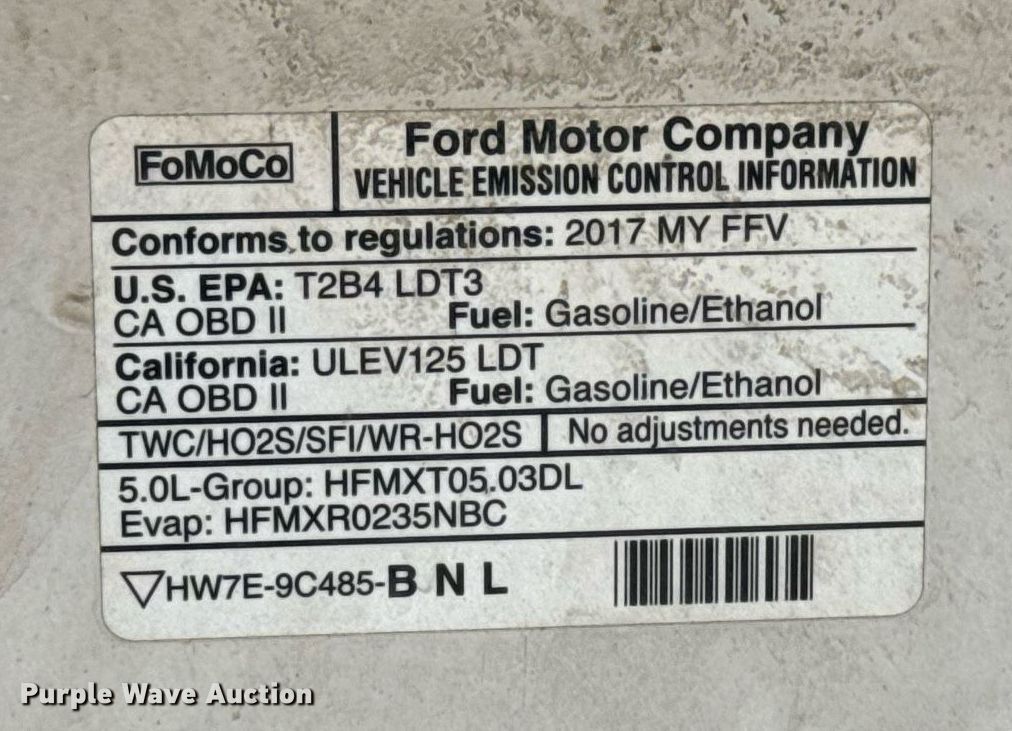 FoMoCo
Ford Motor Company
VEHICLE EMISSION CONTROL INFORMATION
Conforms to regulations: 2017 MY FFV
U.S. EPA: T2B4 LDT3
CA OBD II Fuel: Gasoline/Ethanol
California: ULEV125 LDT
CA OBD II Fuel: Gasoline/Ethanol
TWC/HO2S/SFI/WR-HO2S No adjustments needed.
5.0L-Group: HFMXT05.03DL
Evap: HFMXR0235NBC
HW7E-9C485-B N L
Purple Wave Auction